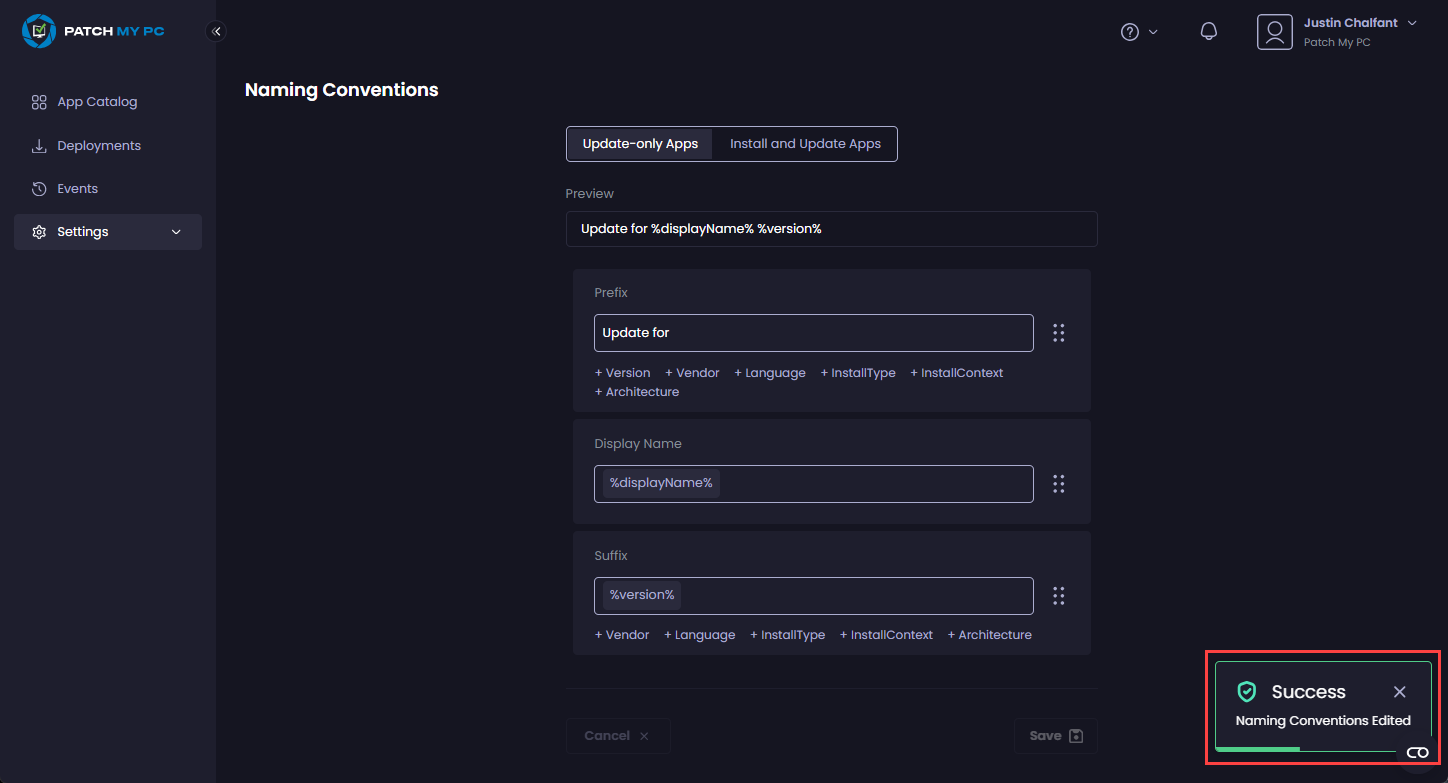 PATCH MY PC
Justin Chalfant
Patch My PC
App Catalog
Deployments
Events
Settings
Naming Conventions
Update-only Apps Install and Update Apps
Preview
Update for %displayName% %version%
Prefix
Update for
+ Version + Vendor + Language + InstallType + InstallContext
+ Architecture
Display Name
%displayName%
Suffix
%version%
+ Vendor + Language + InstallType + InstallContext + Architecture
Cancel Save
Success
Naming Conventions Edited